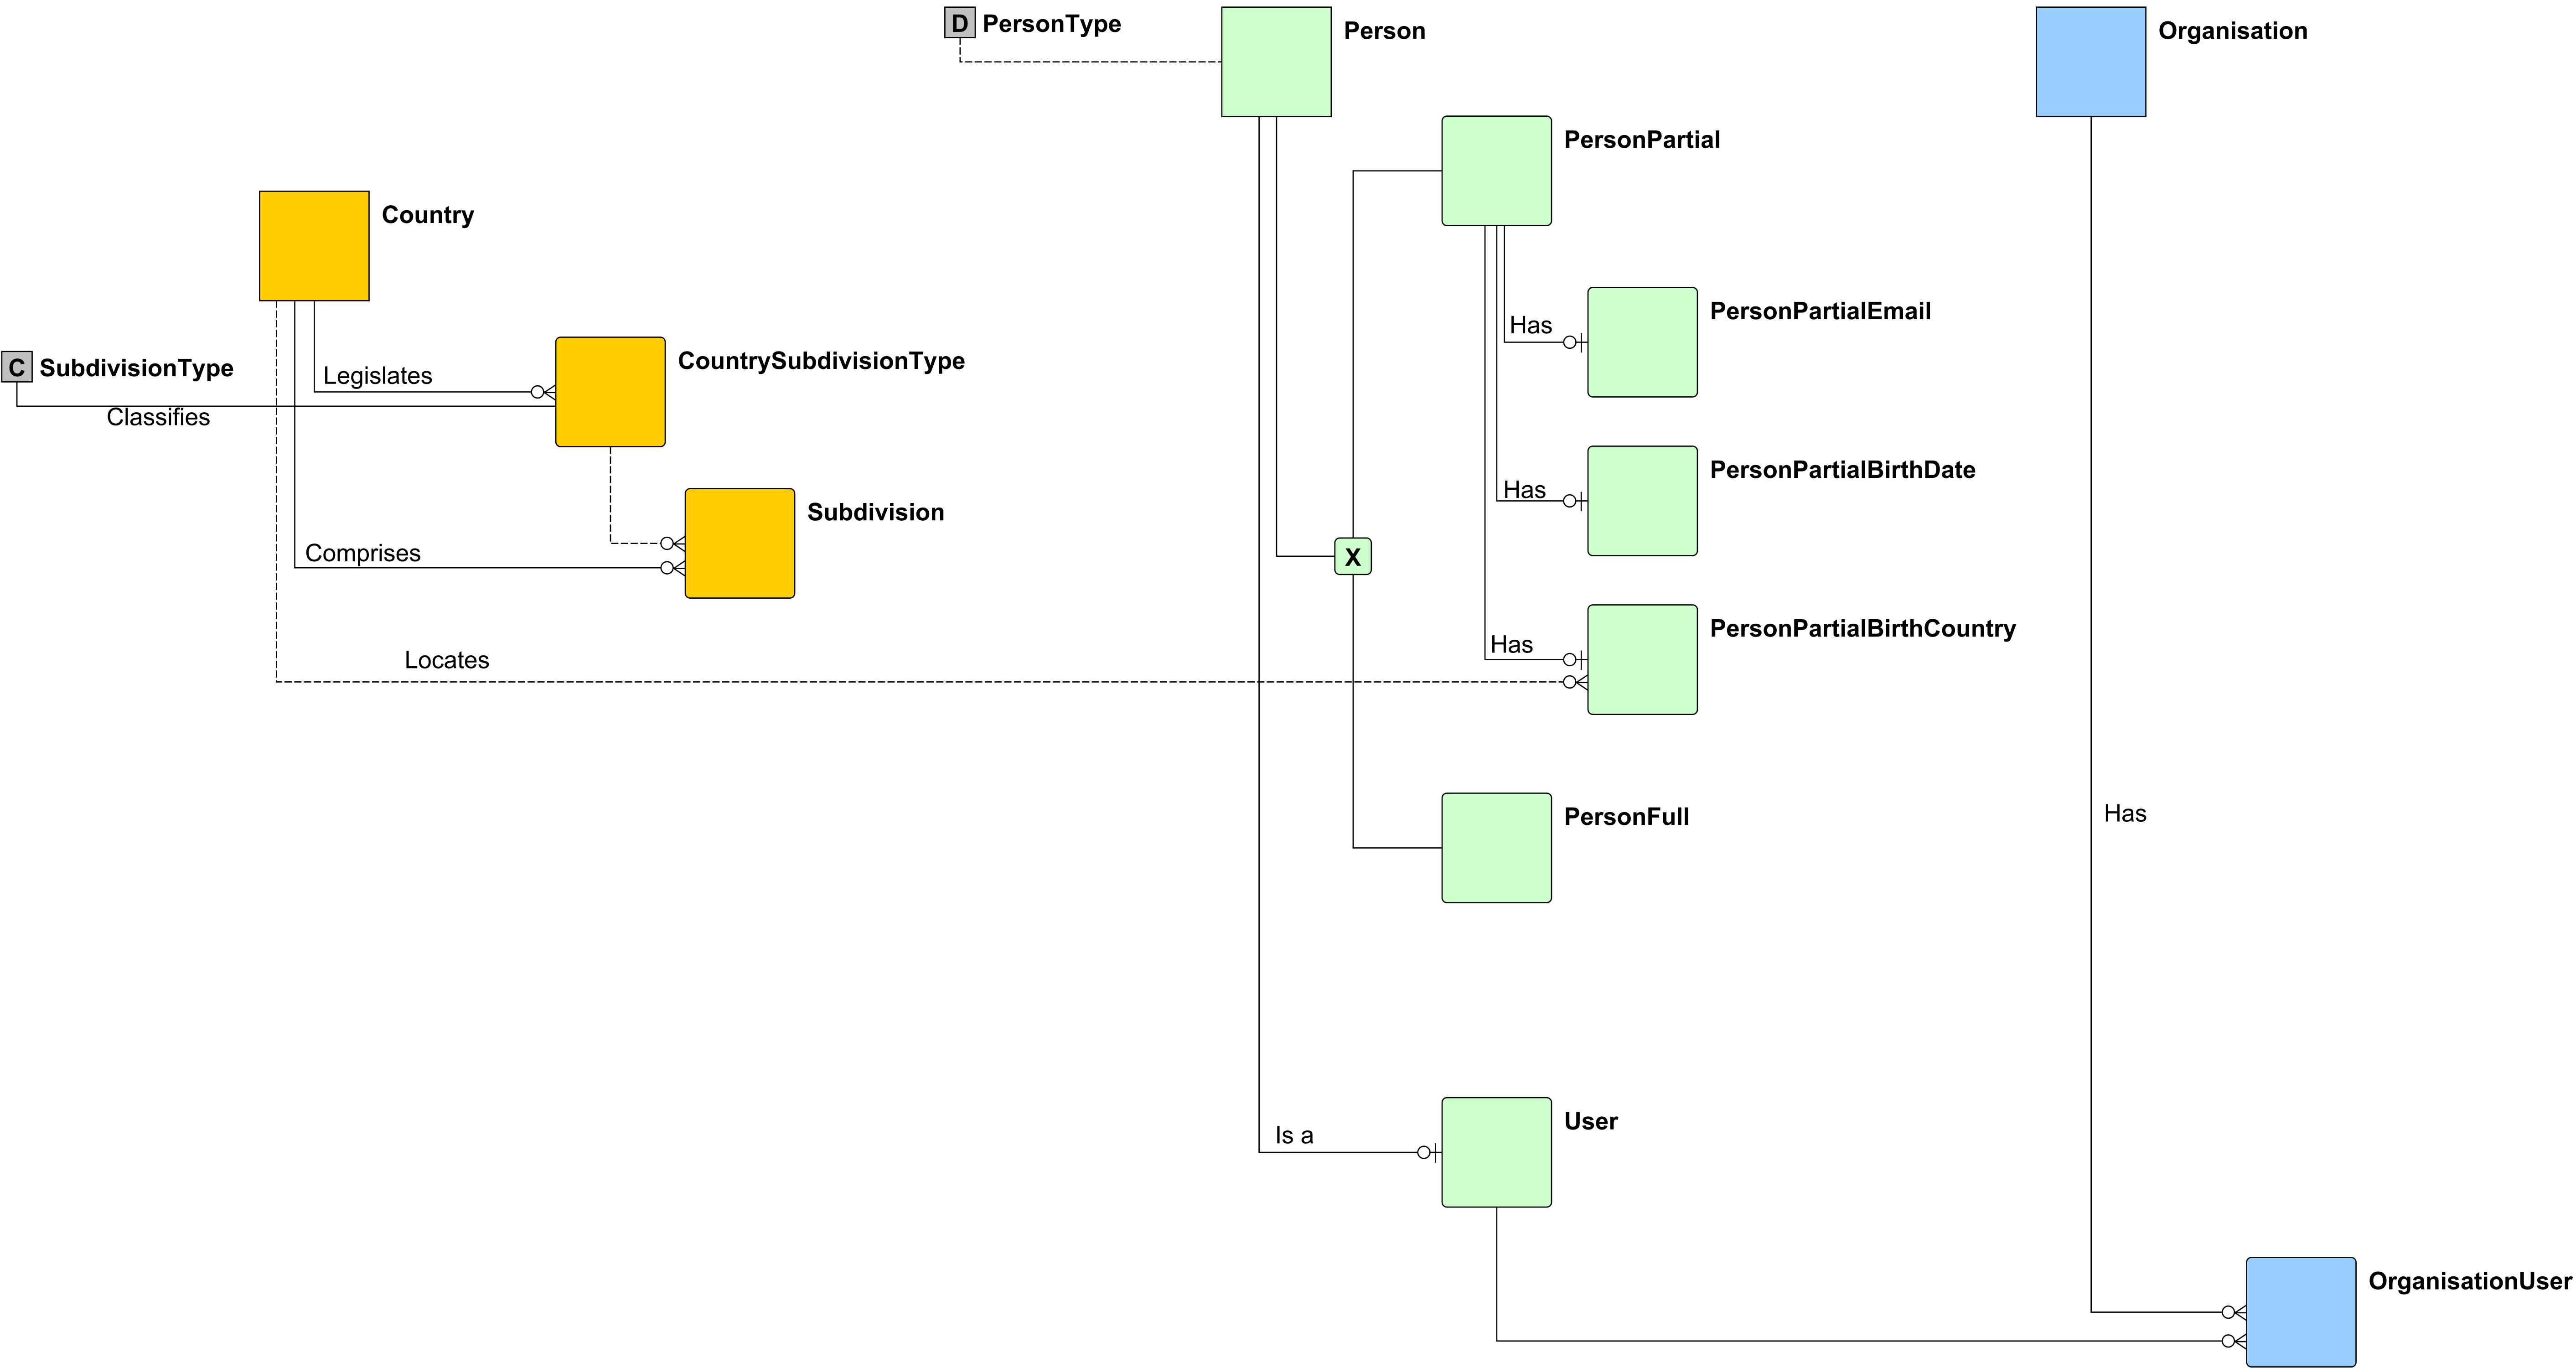 D PersonType
Person
Organisation
PersonPartial
Country
PersonPartialEmail
Has
CountrySubdivisionType
C SubdivisionType
Legislates
Classifies
PersonPartialBirthDate
Has
Subdivision
Comprises
X
PersonPartialBirthCountry
Has
Locates
PersonFull
Has
User
Is a
OrganisationUser